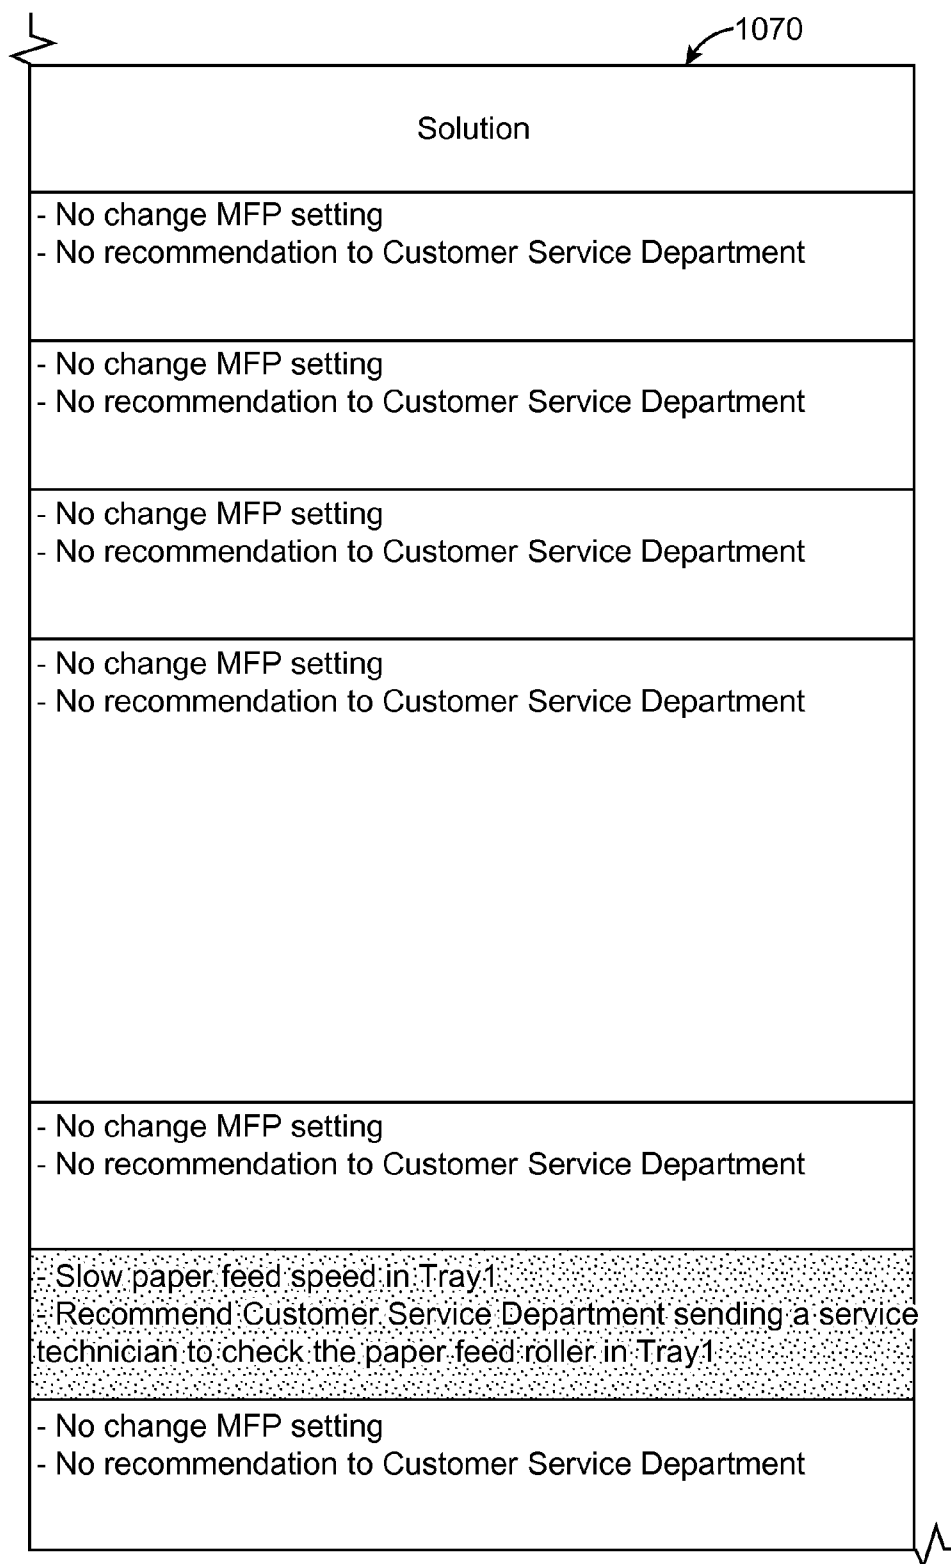 1070
Solution
- No change MFP setting
- No recommendation to Customer Service Department
- No change MFP setting
- No recommendation to Customer Service Department
- No change MFP setting
- No recommendation to Customer Service Department
- No change MFP setting
- No recommendation to Customer Service Department
- No change MFP setting
- No recommendation to Customer Service Department
- Slow paper feed speed in Tray1
- Recommend Customer Service Department sending a service
technician to check the paper feed roller in Tray1
- No change MFP setting
- No recommendation to Customer Service Department